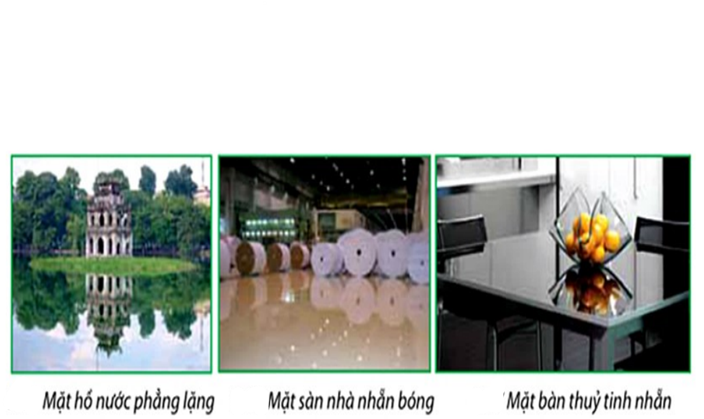 Mặt hồ nước phẳng lặng
Mặt sàn nhà nhẵn bóng
Mặt bàn thuỷ tinh nhẵn